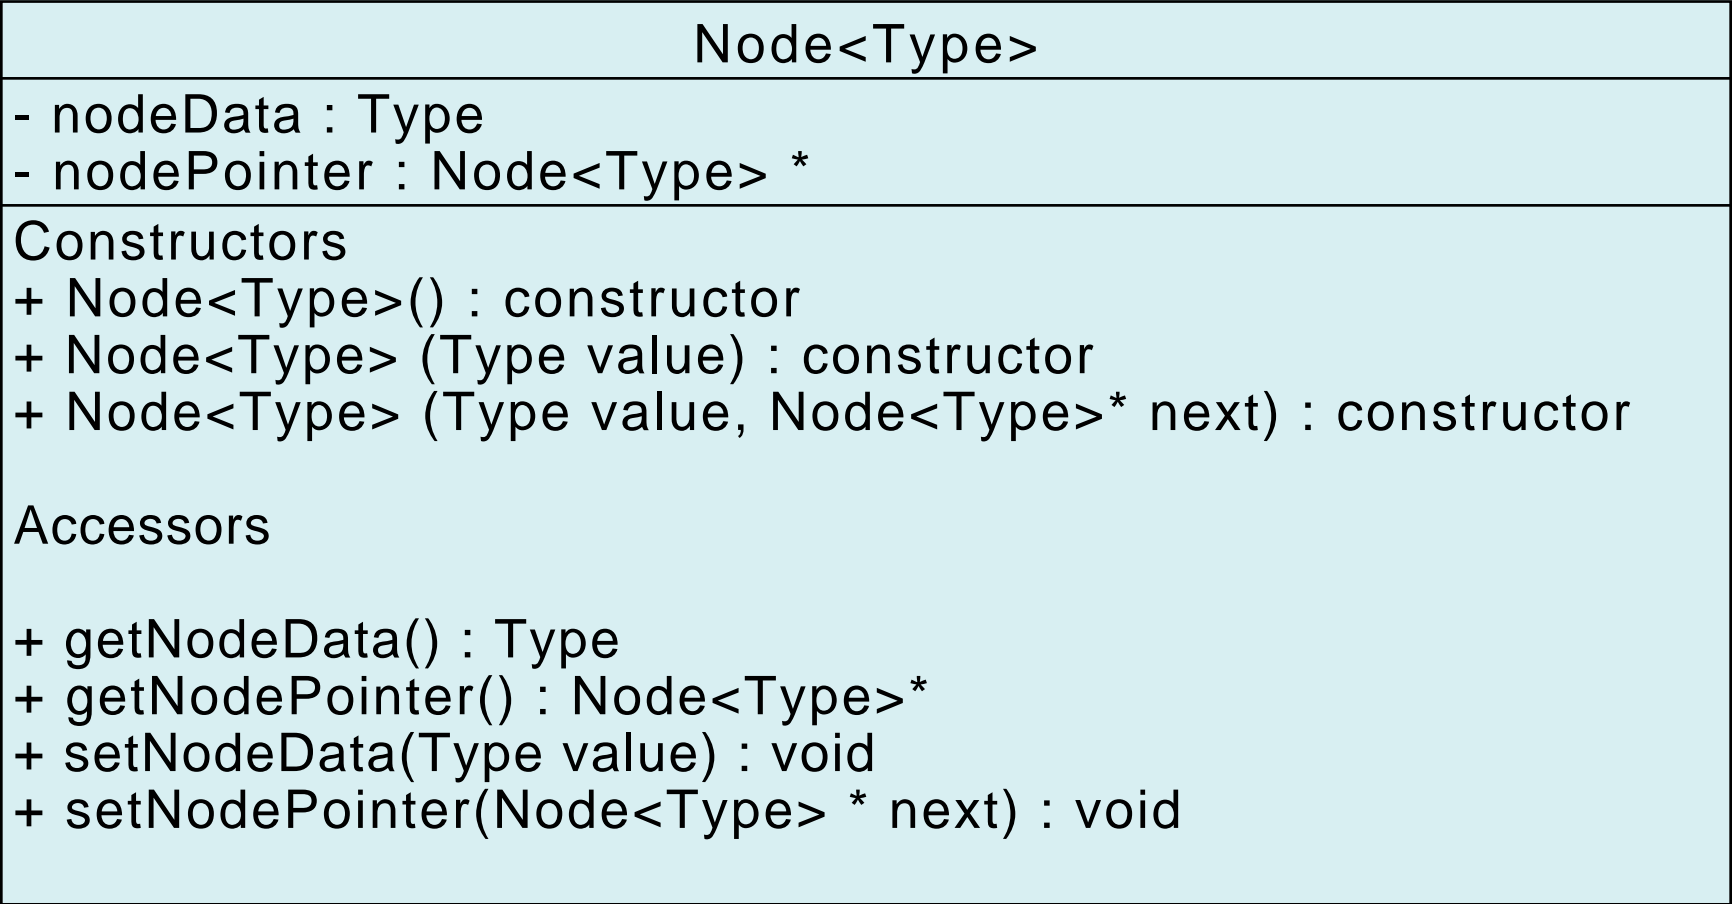 Node<Type>
- nodeData : Type
- nodePointer : Node<Type> *
Constructors
+ Node<Type>() : constructor
+ Node<Type> (Type value) : constructor
+ Node<Type> (Type value, Node<Type>* next) : constructor
Accessors
+ getNodeData() : Type
+ getNodePointer() : Node<Type>*
+ setNodeData(Type value) : void
+ setNodePointer(Node<Type> * next) : void